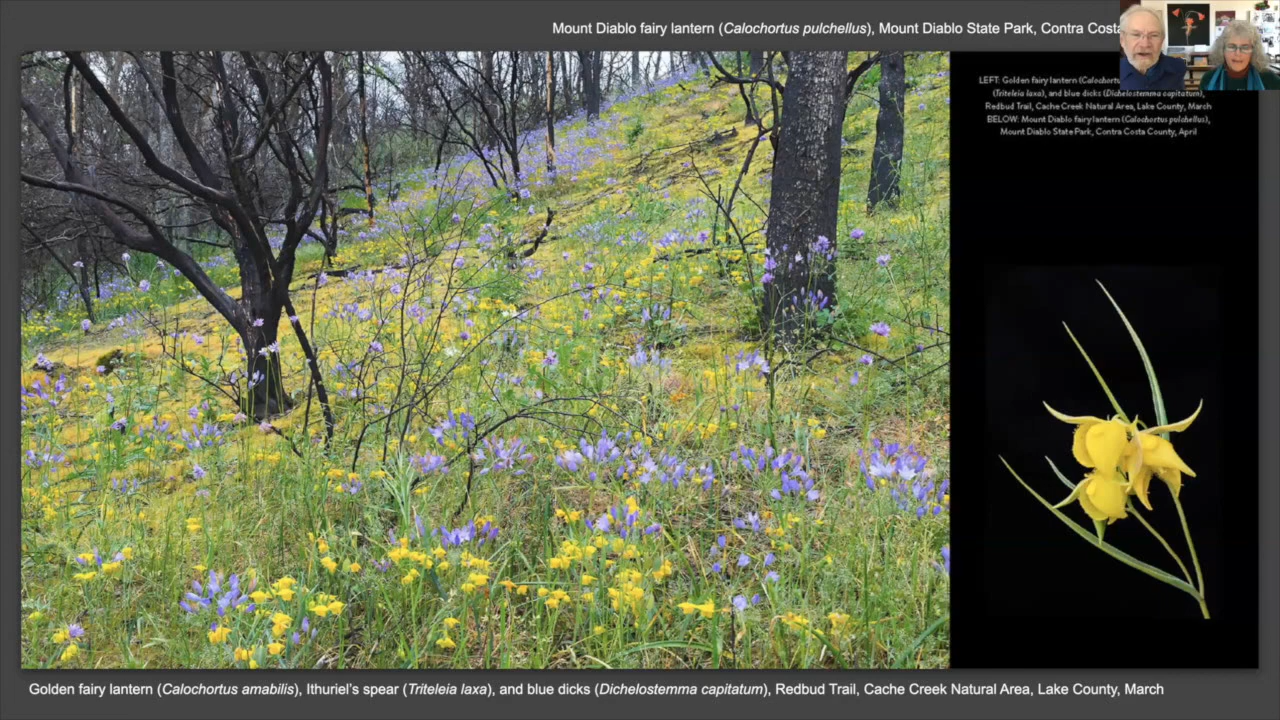 Mount Diablo fairy lantern (Calochortus pulchellus), Mount Diablo State Park, Contra Costa
LEFT: Golden fairy lantern (Calochortus
(Triteleia laxa), and blue dicks (Dichelostemma capitatum),
Redbud Trail, Cache Creek Natural Area, Lake County, March
BELOW: Mount Diablo fairy lantern (Calochortus pulchellus),
Mount Diablo State Park, Contra Costa County, April
Golden fairy lantern (Calochortus amabilis), Ithuriel's spear (Triteleia laxa), and blue dicks (Dichelostemma capitatum), Redbud Trail, Cache Creek Natural Area, Lake County, March